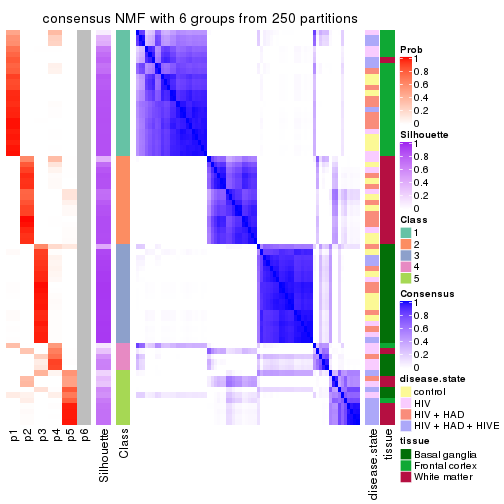 consensus NMF with 6 groups from 250 partitions
Prob
1
0.8
0.6
0.4
0.2
0
Silhouette
1
0.8
0.6
0.4
0.2
0
Class
1
2
3
4
5
Consensus
1
0.8
0.6
0.4
0.2
0
disease.state
control
HIV
HIV + HAD
HIV + HAD + HIVE
tissue
Basal ganglia
Frontal cortex
White matter
p1
p2
p3
p4
p5
p6
Silhouette
Class
disease.state
tissue